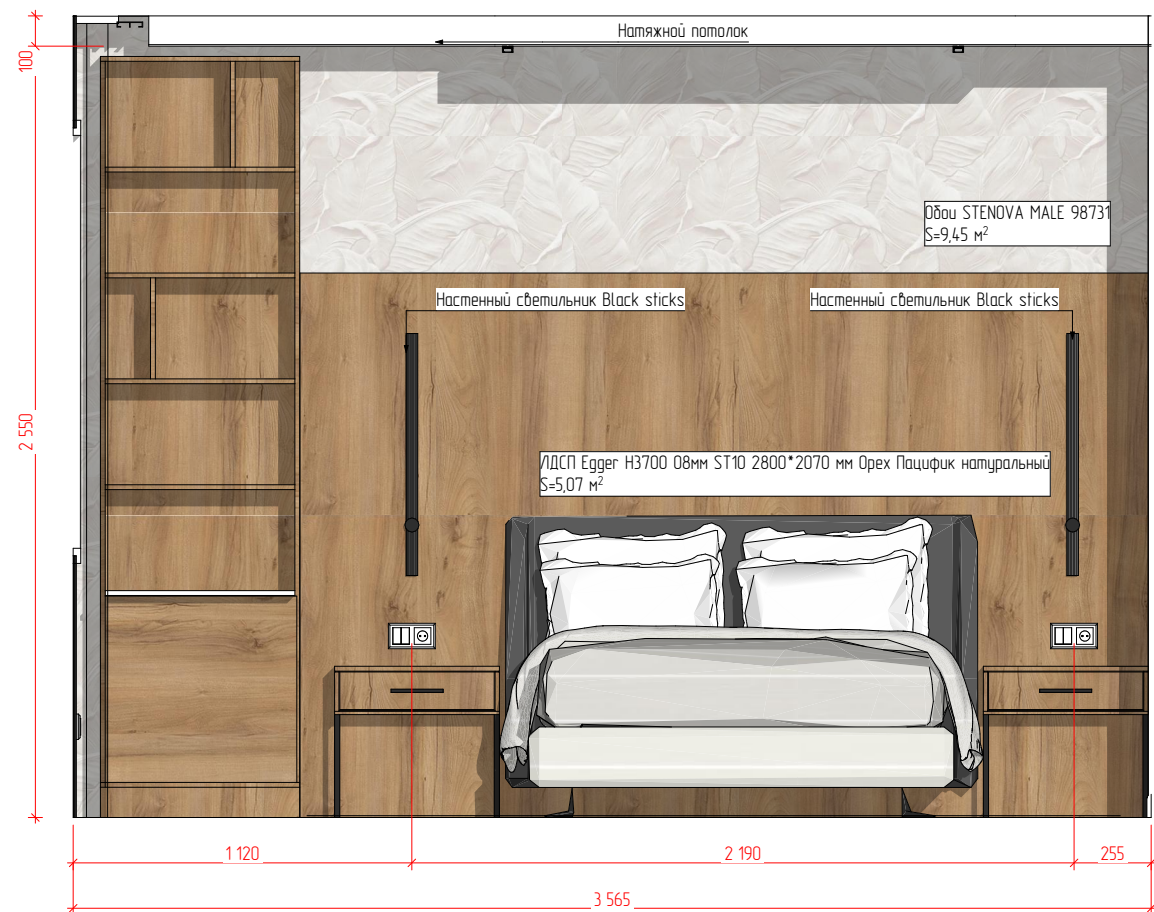 Натяжной потолок
100
Обои STENOVA MALE 98731
S=9,45 м²
Настенный светильник Black sticks
Настенный светильник Black sticks
2 550
ЛДСП Egger H3700 08мм ST10 2800*2070 мм Орех Пацифик натуральный
S=5,07 м²
1 120
2 190
255
3 565